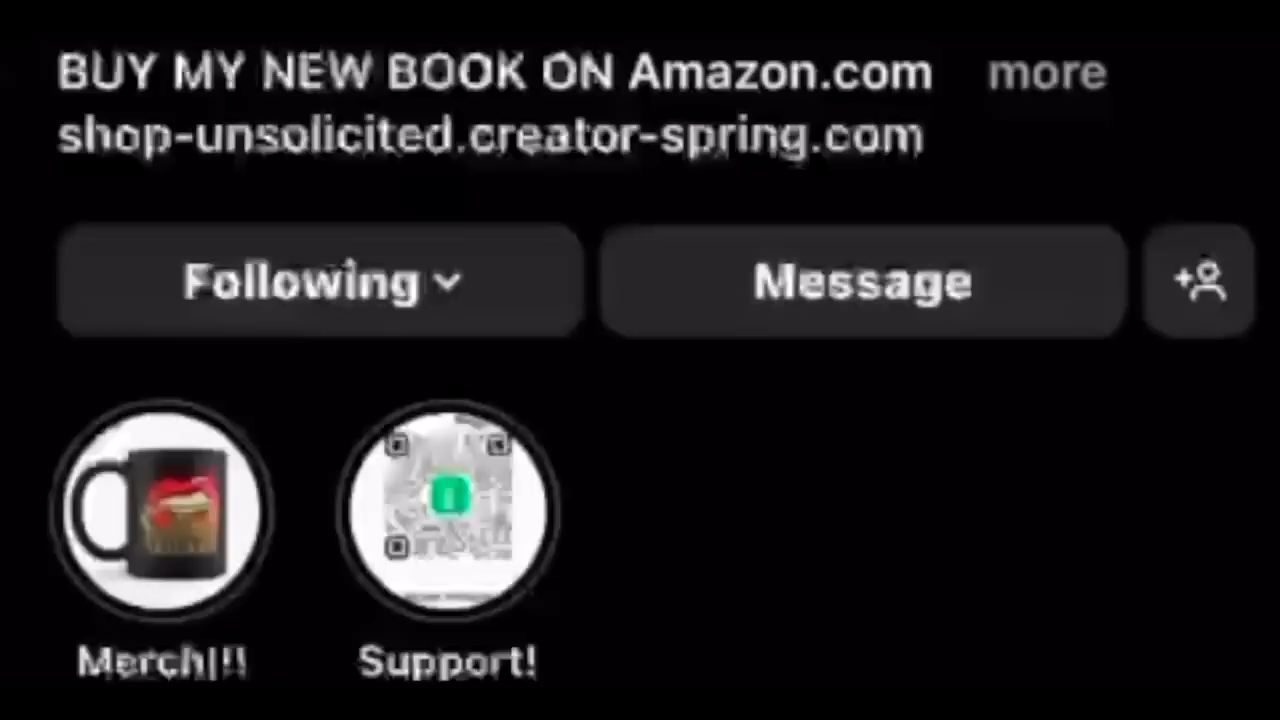 BUY MY NEW BOOK ON Amazon.com more
shop-unsolicited.creator-spring.com
Following
Message
Merch!!!
Support!